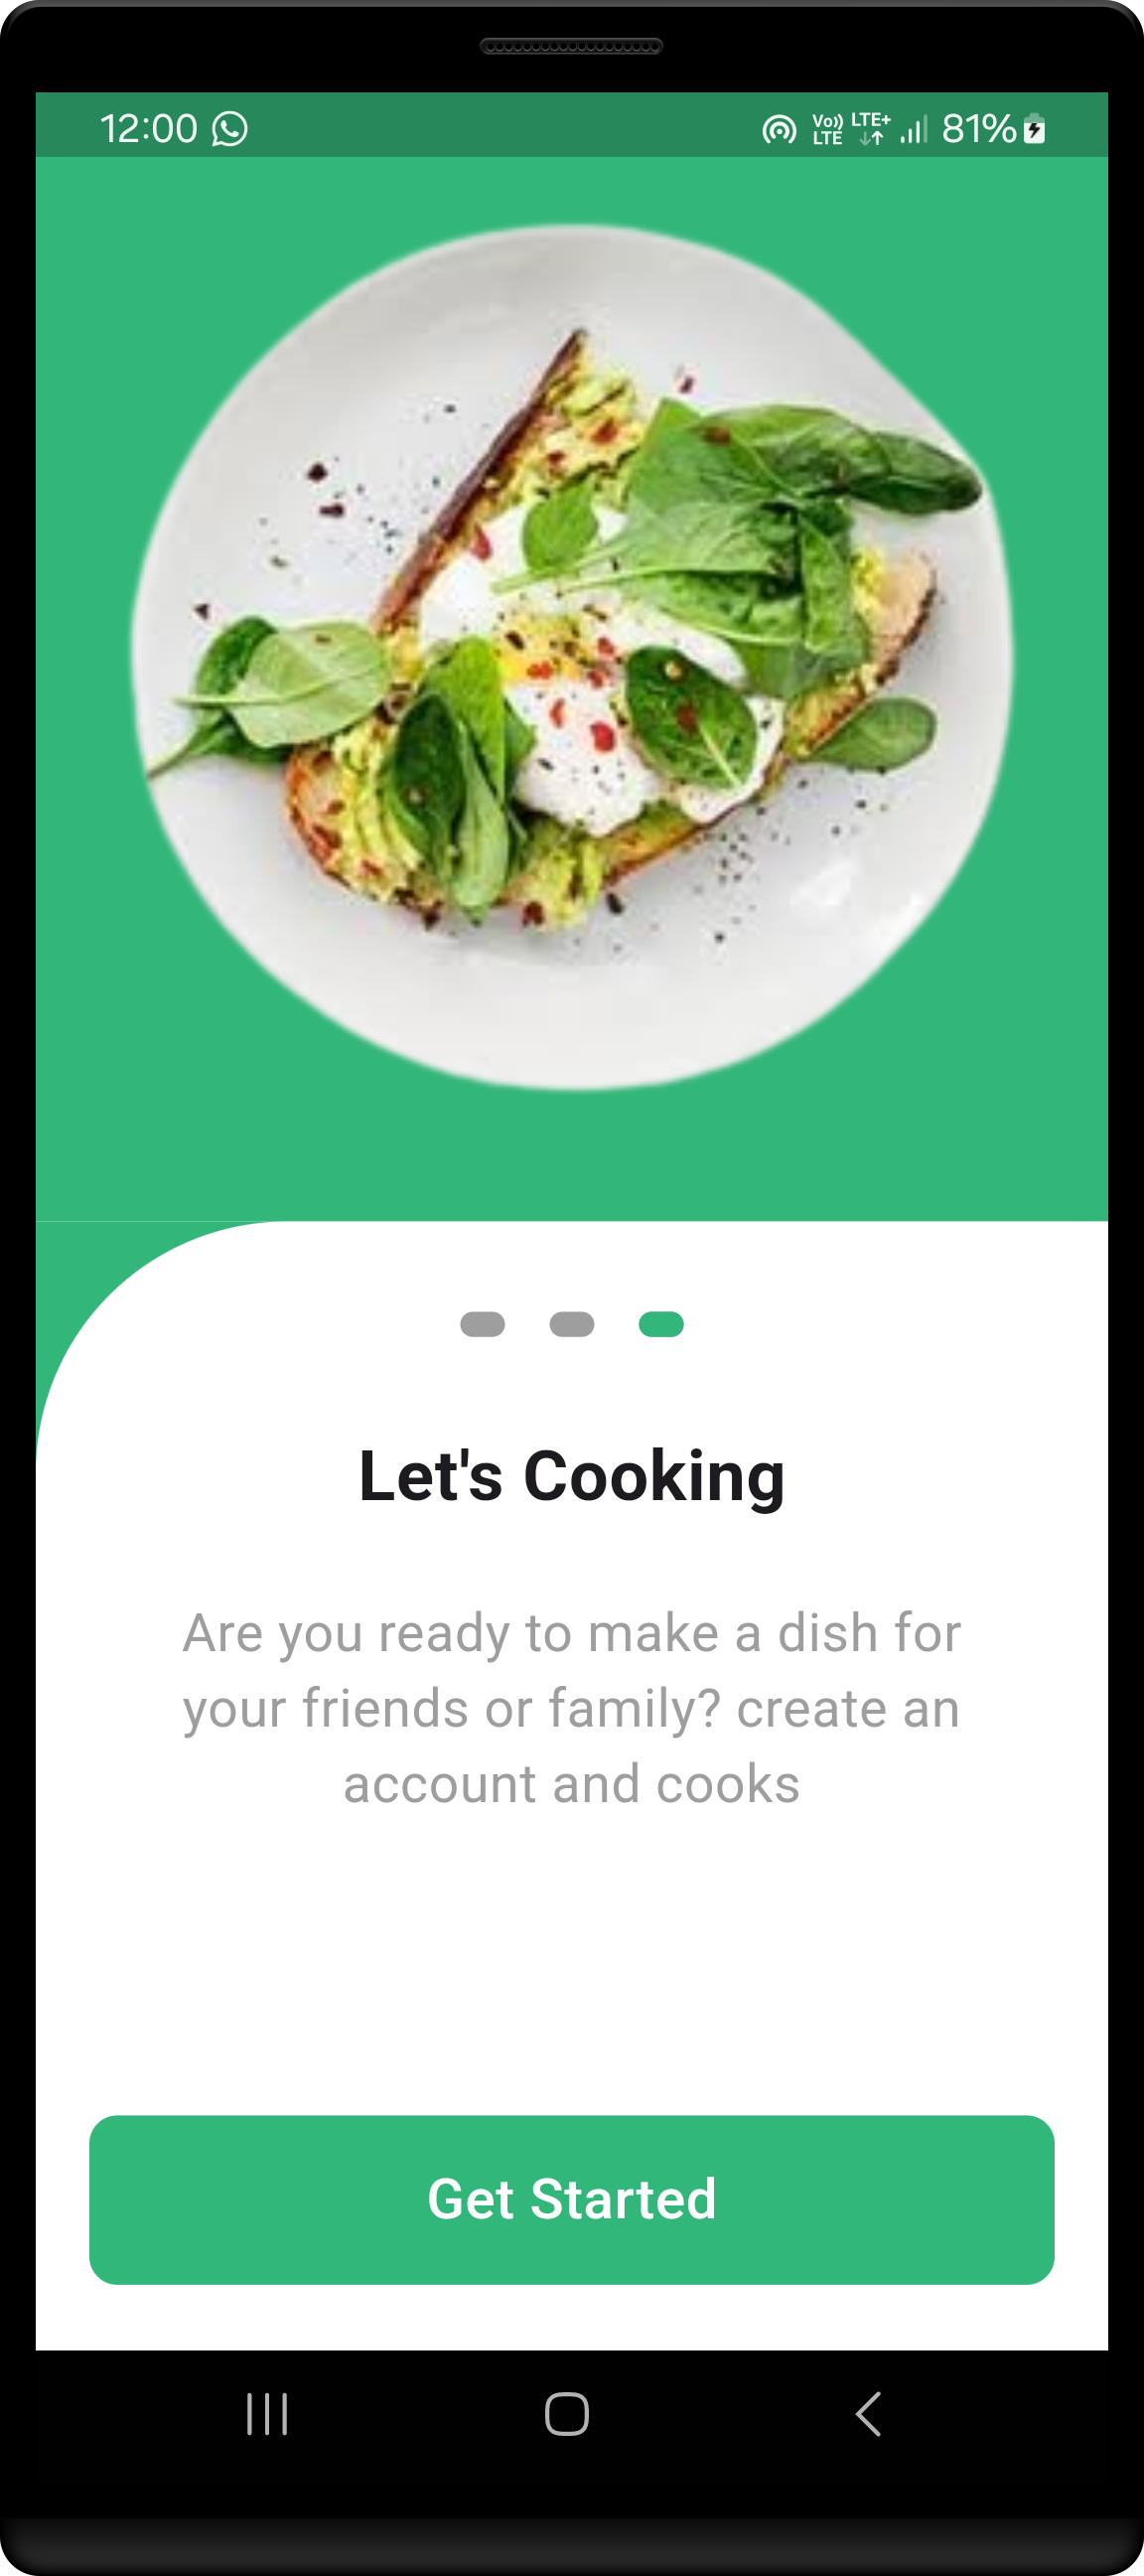 12:00 Vo)) LTE LTE+ 81%
Let's Cooking
Are you ready to make a dish for
your friends or family? create an
account and cooks
Get Started